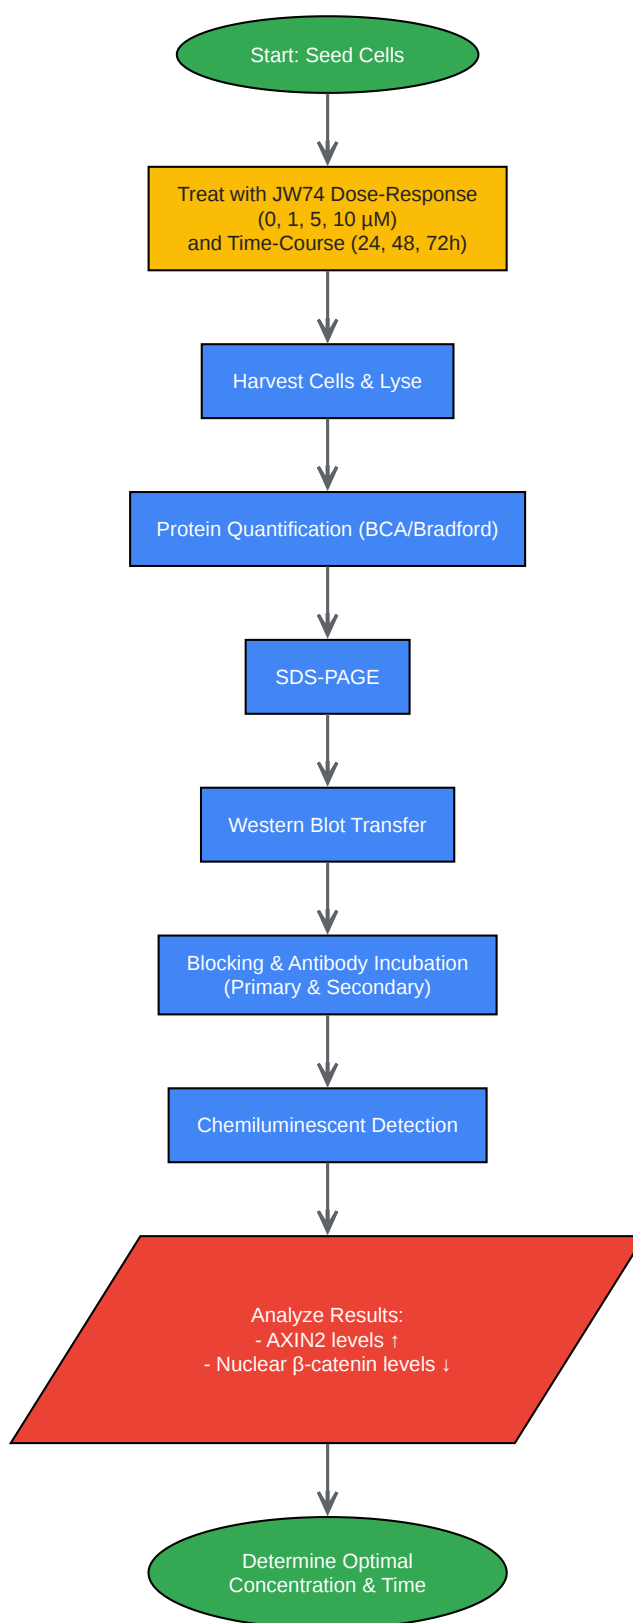 Start: Seed Cells
Treat with JW74 Dose-Response
(0, 1, 5, 10 µM)
and Time-Course (24, 48, 72h)
Harvest Cells & Lyse
Protein Quantification (BCA/Bradford)
SDS-PAGE
Western Blot Transfer
Blocking & Antibody Incubation
(Primary & Secondary)
Chemiluminescent Detection
Analyze Results:
- AXIN2 levels ↑
- Nuclear β-catenin levels ↓
Determine Optimal
Concentration & Time